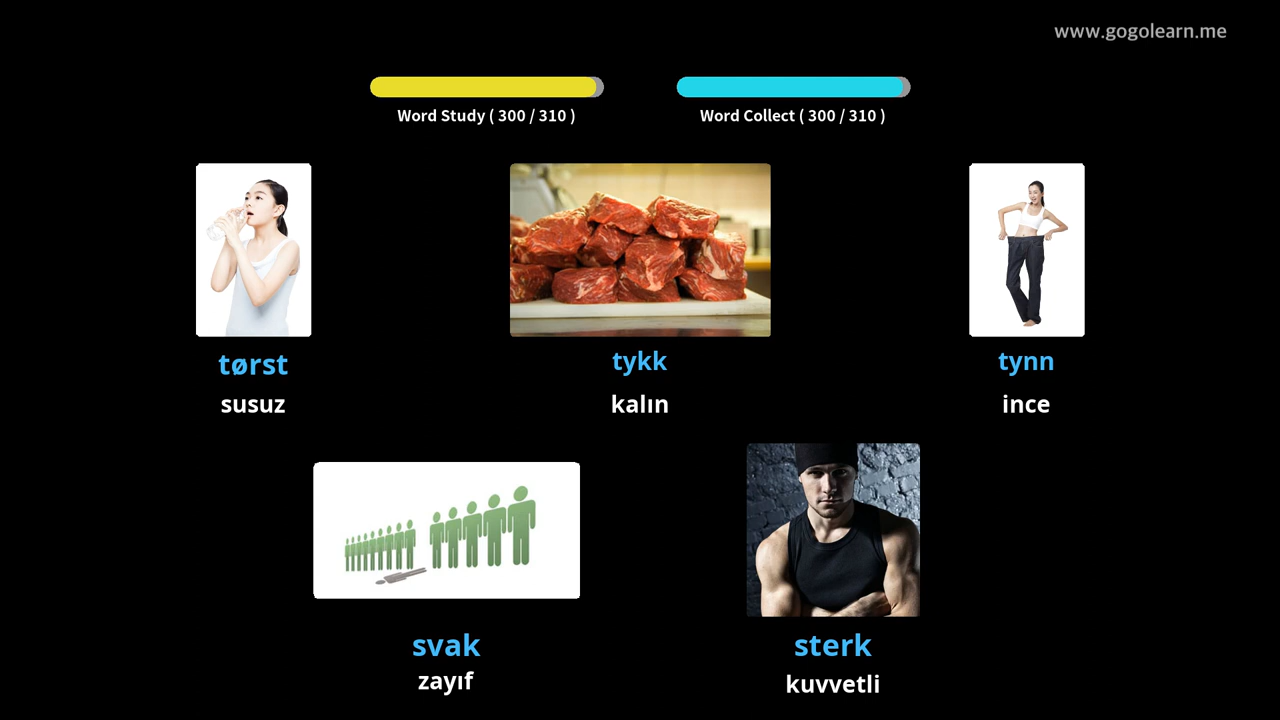 www.gogolearn.me
Word Study ( 300 / 310 )
Word Collect ( 300 / 310 )
tørst
tykk
tynn
susuz
kalın
ince
svak
sterk
zayıf
kuvvetli